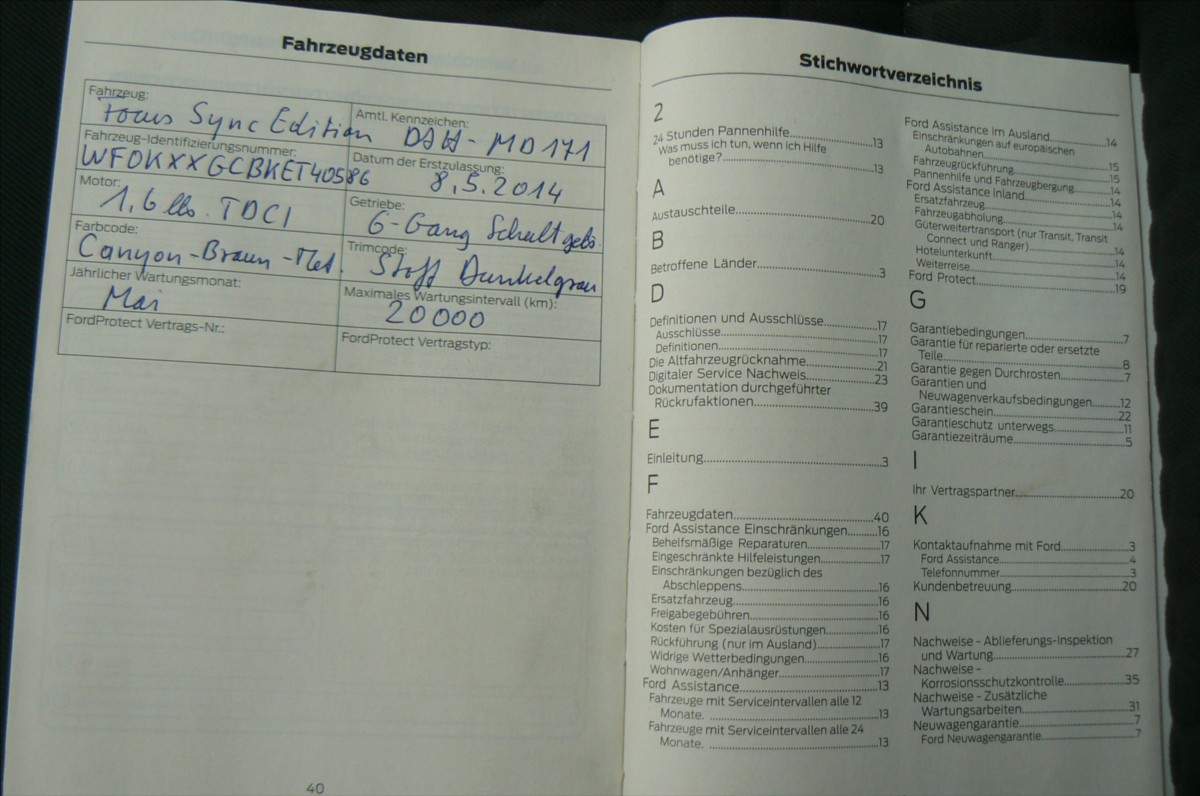 Fahrzeugdaten
Fahrzeug:
Focus Sync Edition
Amtl. Kennzeichen:
DAH-MD171
Fahrzeug-Identifizierungsnummer:
WF0KXXGCBKET40586
Datum der Erstzulassung:
8.5.2014
Motor:
1,6 lbs. TDCI
Getriebe:
6-Gang Schaltgeb.
Farbcode:
Canyon-Braun-Met.
Trimcode:
Stoff Dunkelgrau
Jährlicher Wartungsmonat:
Mai
Maximales Wartungsintervall (km):
20000
FordProtect Vertrags-Nr.:
FordProtect Vertragstyp:
40
Stichwortverzeichnis
2
24 Stunden Pannenhilfe.....13
Was muss ich tun, wenn ich Hilfe
benötige?.....13
A
Austauschteile.....20
B
Betroffene Länder.....3
D
Definitionen und Ausschlüsse.....17
Ausschlüsse.....17
Definitionen.....17
Die Altfahrzeugrücknahme.....21
Digitaler Service Nachweis.....23
Dokumentation durchgeführter
Rückrufaktionen.....39
E
Einleitung.....3
F
Fahrzeugdaten.....40
Ford Assistance Einschränkungen.....16
Behelfsmäßige Reparaturen.....17
Eingeschränkte Hilfeleistungen.....17
Einschränkungen bezüglich des
Abschleppens.....16
Ersatzfahrzeug.....16
Freigabegebühren.....16
Kosten für Spezialausrüstungen.....16
Rückführung (nur im Ausland).....17
Widrige Wetterbedingungen.....16
Wohnwagen/Anhänger.....17
Ford Assistance.....13
Fahrzeuge mit Serviceintervallen alle 12
Monate. .....13
Fahrzeuge mit Serviceintervallen alle 24
Monate. .....13
Ford Assistance im Ausland.....14
Einschränkungen auf europäischen
Autobahnen.....15
Fahrzeugrückführung.....15
Pannenhilfe und Fahrzeugbergung.....14
Ford Assistance Inland.....14
Ersatzfahrzeug.....14
Fahrzeugabholung.....14
Güterweitertransport (nur Transit, Transit
Connect und Ranger).....14
Hotelunterkunft.....14
Weiterreise.....14
Ford Protect.....19
G
Garantiebedingungen.....7
Garantie für reparierte oder ersetzte
Teile.....8
Garantie gegen Durchrosten.....7
Garantien und
Neuwagenverkaufsbedingungen.....12
Garantieschein.....22
Garantieschutz unterwegs.....11
Garantiezeiträume.....5
I
Ihr Vertragspartner.....20
K
Kontaktaufnahme mit Ford.....3
Ford Assistance.....4
Telefonnummer.....3
Kundenbetreuung.....20
N
Nachweise - Ablieferungs-Inspektion
und Wartung.....27
Nachweise -
Korrosionsschutzkontrolle.....35
Nachweise - Zusätzliche
Wartungsarbeiten.....31
Neuwagengarantie.....7
Ford Neuwagengarantie.....7